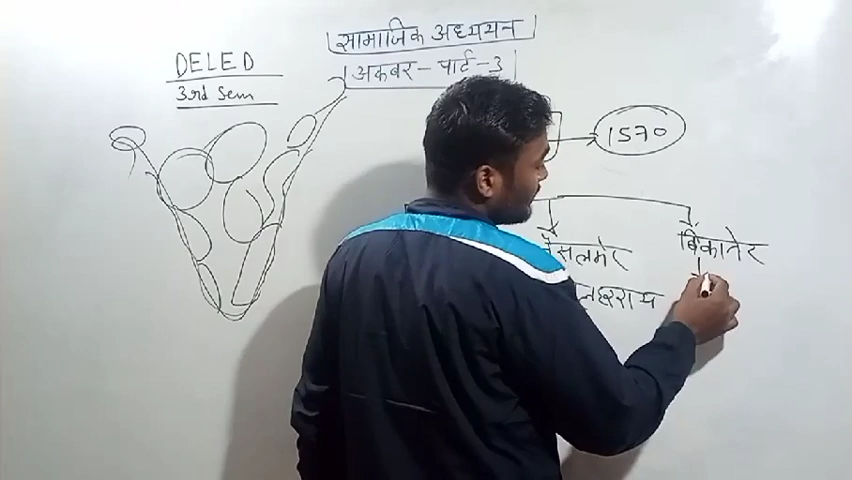 सामाजिक अध्ययन
DELED
अकबर - पार्ट - 3
3rd Sem
1570
बिकानेर